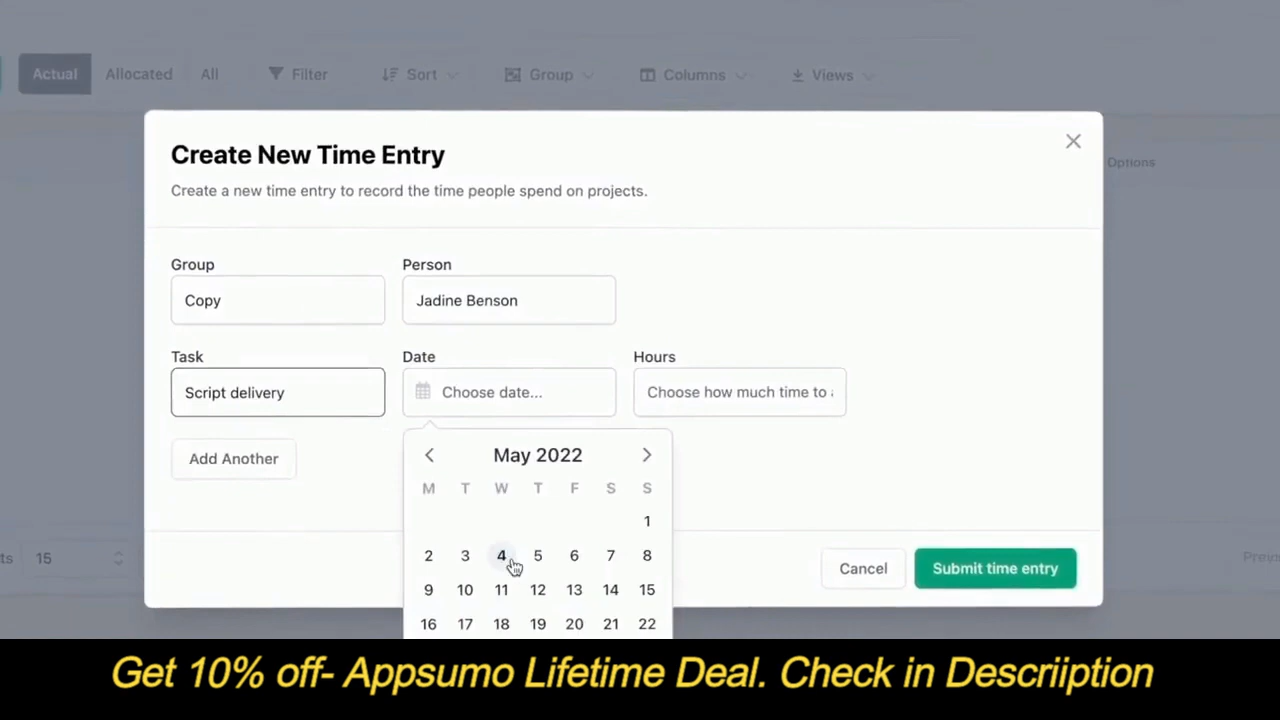 Actual Allocated All Filter Sort Group Columns Views
Create New Time Entry
Options
Create a new time entry to record the time people spend on projects.
Group Person
Copy Jadine Benson
Task Date Hours
Script delivery Choose date... Choose how much time to a
Add Another
May 2022
M T W T F S S
1
2 3 4 5 6 7 8
ts 15 Cancel Submit time entry Previ
9 10 11 12 13 14 15
16 17 18 19 20 21 22
Get 10% off- Appsumo Lifetime Deal. Check in Descriiption